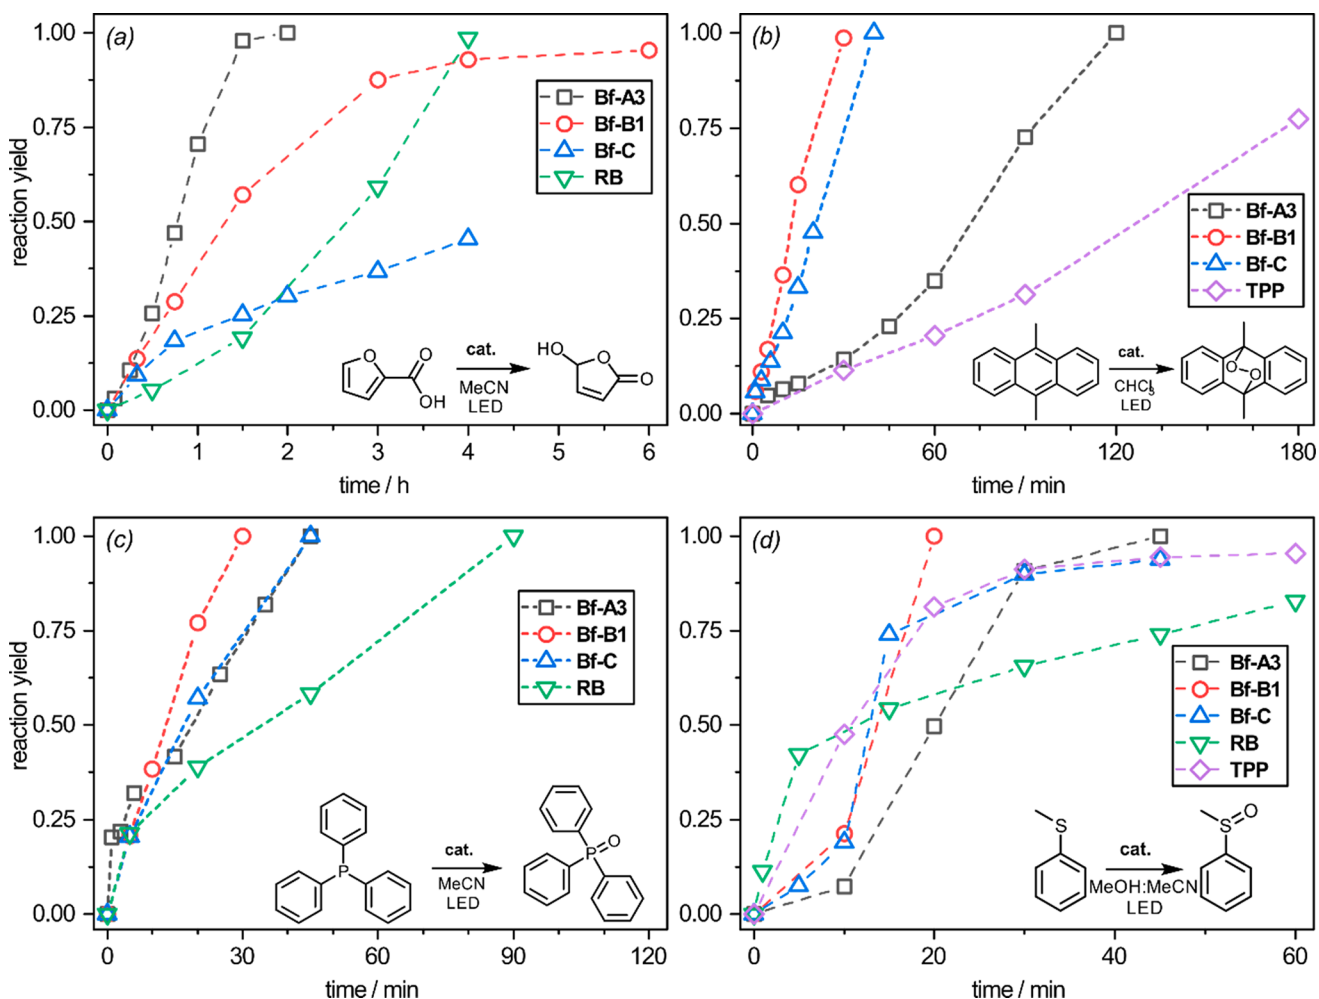 (a)
reaction yield
1.00
0.75
0.50
0.25
0.00
Bf-A3
Bf-B1
Bf-C
RB
O
O
OH
cat.
MeCN
LED
HO
O
O
0 1 2 3 4 5 6
time / h
(b)
1.00
0.75
0.50
0.25
0.00
Bf-A3
Bf-B1
Bf-C
TPP
cat.
CHCl3
LED
O
O
0 60 120 180
time / min
(c)
reaction yield
1.00
0.75
0.50
0.25
0.00
Bf-A3
Bf-B1
Bf-C
RB
P
cat.
MeCN
LED
P
O
0 30 60 90 120
time / min
(d)
1.00
0.75
0.50
0.25
0.00
Bf-A3
Bf-B1
Bf-C
RB
TPP
S
cat.
MeOH:MeCN
LED
S
O
0 20 40 60
time / min